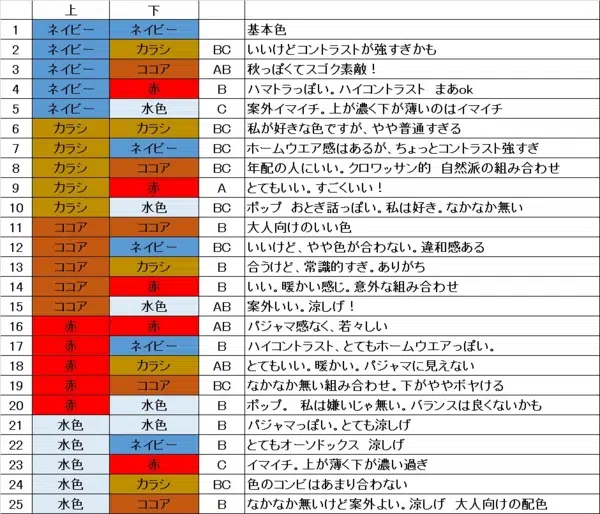 上 下
1 ネイビー ネイビー 基本色
2 ネイビー カラシ BC いいけどコントラストが強すぎかも
3 ネイビー ココア AB 秋っぽくてスゴク素敵！
4 ネイビー 赤 B ハマトラっぽい。ハイコントラスト まあok
5 ネイビー 水色 C 案外イマイチ。上が濃く下が薄いのはイマイチ
6 カラシ カラシ BC 私が好きな色ですが、やや普通すぎる
7 カラシ ネイビー BC ホームウエア感はあるが、ちょっとコントラスト強すぎ
8 カラシ ココア BC 年配の人にいい。クロワッサン的 自然派の組み合わせ
9 カラシ 赤 A とてもいい。すごくいい！
10 カラシ 水色 BC ポップ おとぎ話っぽい。私は好き。なかなか無い
11 ココア ココア B 大人向けのいい色
12 ココア ネイビー BC いいけど、やや色が合わない。違和感ある
13 ココア カラシ B 合うけど、常識的すぎ。ありがち
14 ココア 赤 B いい。暖かい感じ。意外な組み合わせ
15 ココア 水色 AB 案外いい。涼しげ！
16 赤 赤 AB パジャマ感なく、若々しい
17 赤 ネイビー B ハイコントラスト、とてもホームウエアっぽい。
18 赤 カラシ AB とてもいい。暖かい。パジャマに見えない
19 赤 ココア BC なかなか無い組み合わせ。下がややボヤける
20 赤 水色 B ポップ。 私は嫌いじゃ無い。バランスは良くないかも
21 水色 水色 B パジャマっぽい。とても涼しげ
22 水色 ネイビー B とてもオーソドックス 涼しげ
23 水色 赤 C イマイチ。上が薄く下が濃い過ぎ
24 水色 カラシ BC 色のコンビはあまり合わない
25 水色 ココア B なかなか無いけど案外よい。涼しげ 大人向けの配色